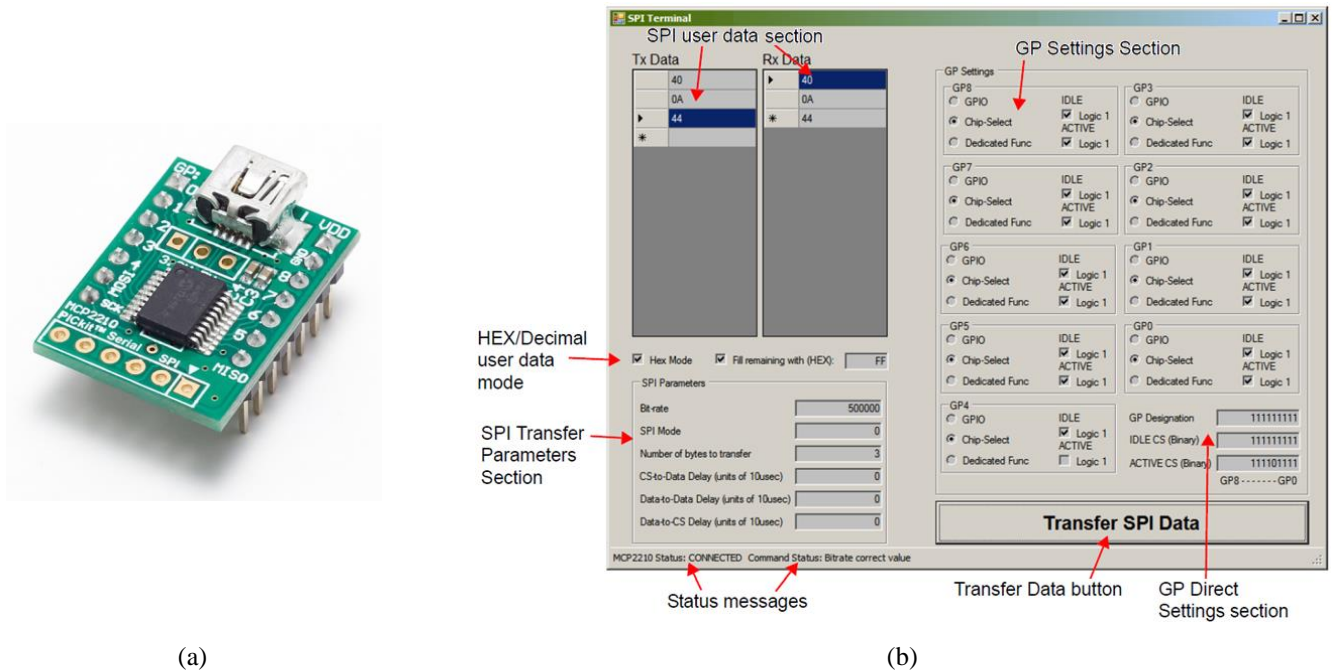 GP:
0
1
2
3
MOSI
SCK
MCP2210
PICkit™ Serial
SPI
VDD
8
7
6
5
MISO
(a)
SPI Terminal
SPI user data section
Tx Data
Rx Data
40
0A
44
40
0A
44
GP Settings Section
GP Settings
GP8
GPIO
IDLE
Chip-Select
Logic 1
ACTIVE
Dedicated Func
Logic 1
GP3
GPIO
IDLE
Chip-Select
Logic 1
ACTIVE
Dedicated Func
Logic 1
GP7
GPIO
IDLE
Chip-Select
Logic 1
ACTIVE
Dedicated Func
Logic 1
GP2
GPIO
IDLE
Chip-Select
Logic 1
ACTIVE
Dedicated Func
Logic 1
GP6
GPIO
IDLE
Chip-Select
Logic 1
ACTIVE
Dedicated Func
Logic 1
GP1
GPIO
IDLE
Chip-Select
Logic 1
ACTIVE
Dedicated Func
Logic 1
GP5
GPIO
IDLE
Chip-Select
Logic 1
ACTIVE
Dedicated Func
Logic 1
GP0
GPIO
IDLE
Chip-Select
Logic 1
ACTIVE
Dedicated Func
Logic 1
GP4
GPIO
IDLE
Chip-Select
Logic 1
ACTIVE
Dedicated Func
Logic 1
GP Designation 111111111
IDLE CS (Binary) 111111111
ACTIVE CS (Binary) 111101111
GP8-------GP0
HEX/Decimal
user data
mode
Hex Mode
Fill remaining with (HEX): FF
SPI Transfer
Parameters
Section
SPI Parameters
Bit-rate 500000
SPI Mode 0
Number of bytes to transfer 3
CS-to-Data Delay (units of 10usec) 0
Data-to-Data Delay (units of 10usec) 0
Data-to-CS Delay (units of 10usec) 0
Transfer SPI Data
MCP2210 Status: CONNECTED Command Status: Bitrate correct value
Status messages
Transfer Data button
GP Direct
Settings section
(b)